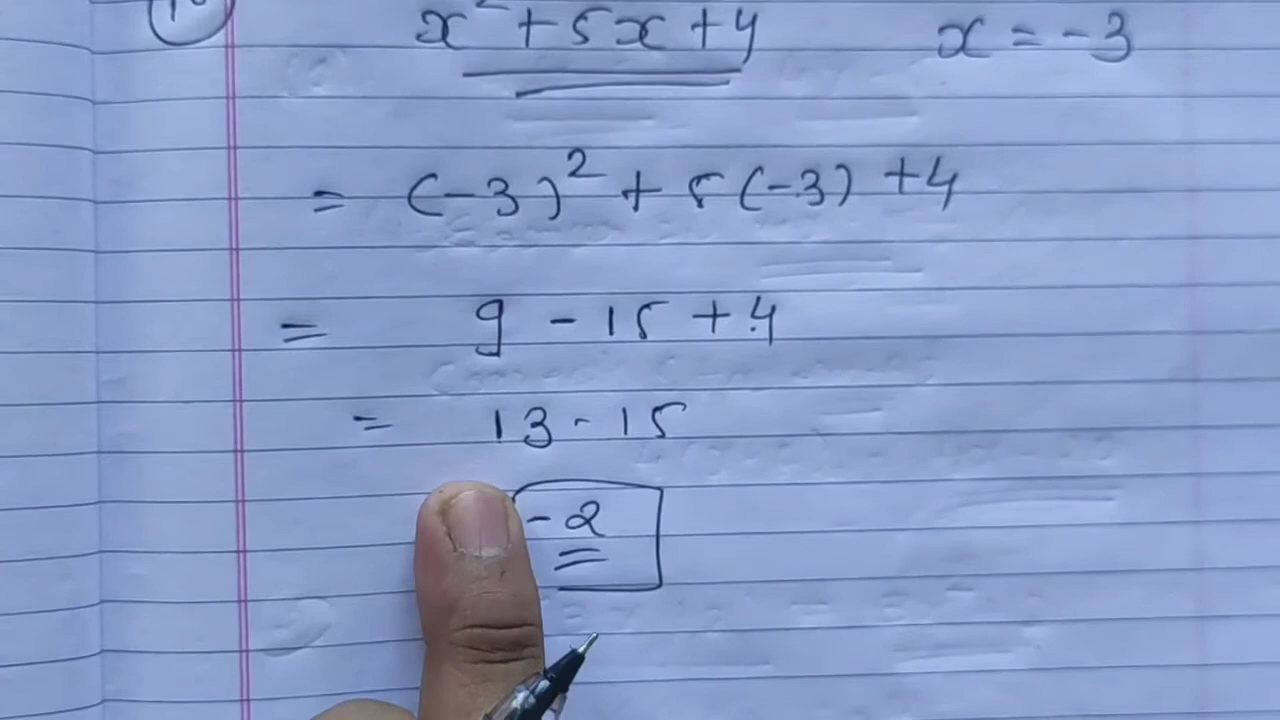 x² + 5x + 4 x = -3
= (-3)² + 5(-3) + 4
= 9 - 15 + 4
= 13 - 15
-2